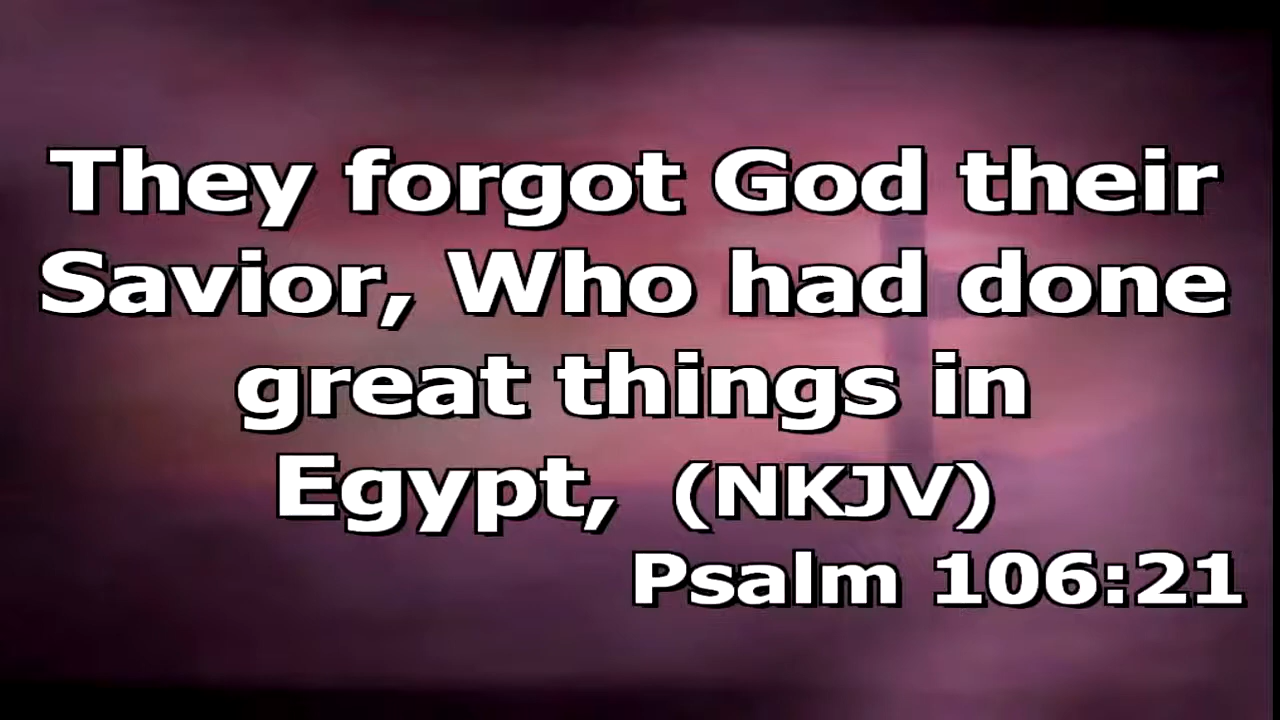 They forgot God their
Savior, Who had done
great things in
Egypt, (NKJV)
Psalm 106:21